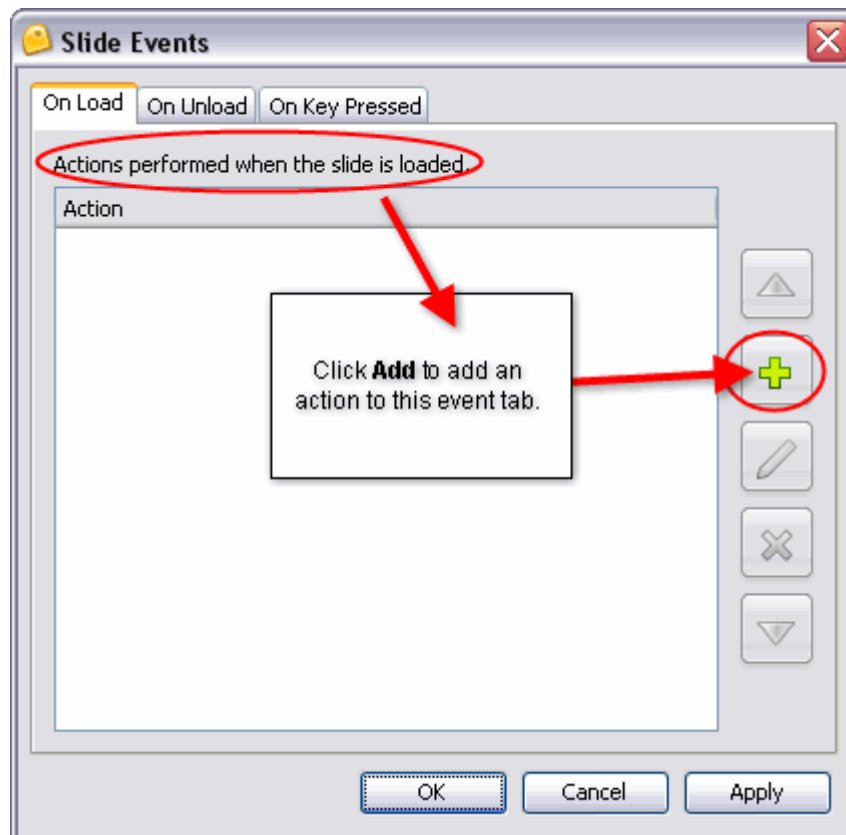 Slide Events
On Load On Unload On Key Pressed
Actions performed when the slide is loaded.
Action
Click Add to add an
action to this event tab.
OK Cancel Apply